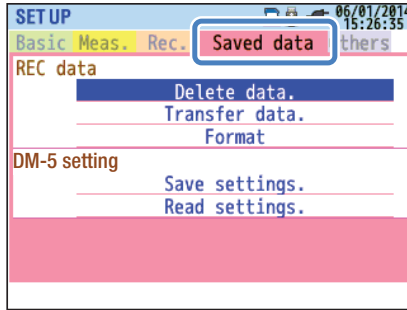 SET UP 06/01/2014
15:26:35
Basic Meas. Rec. Saved data thers
REC data
Delete data.
Transfer data.
Format
DM-5 setting
Save settings.
Read settings.